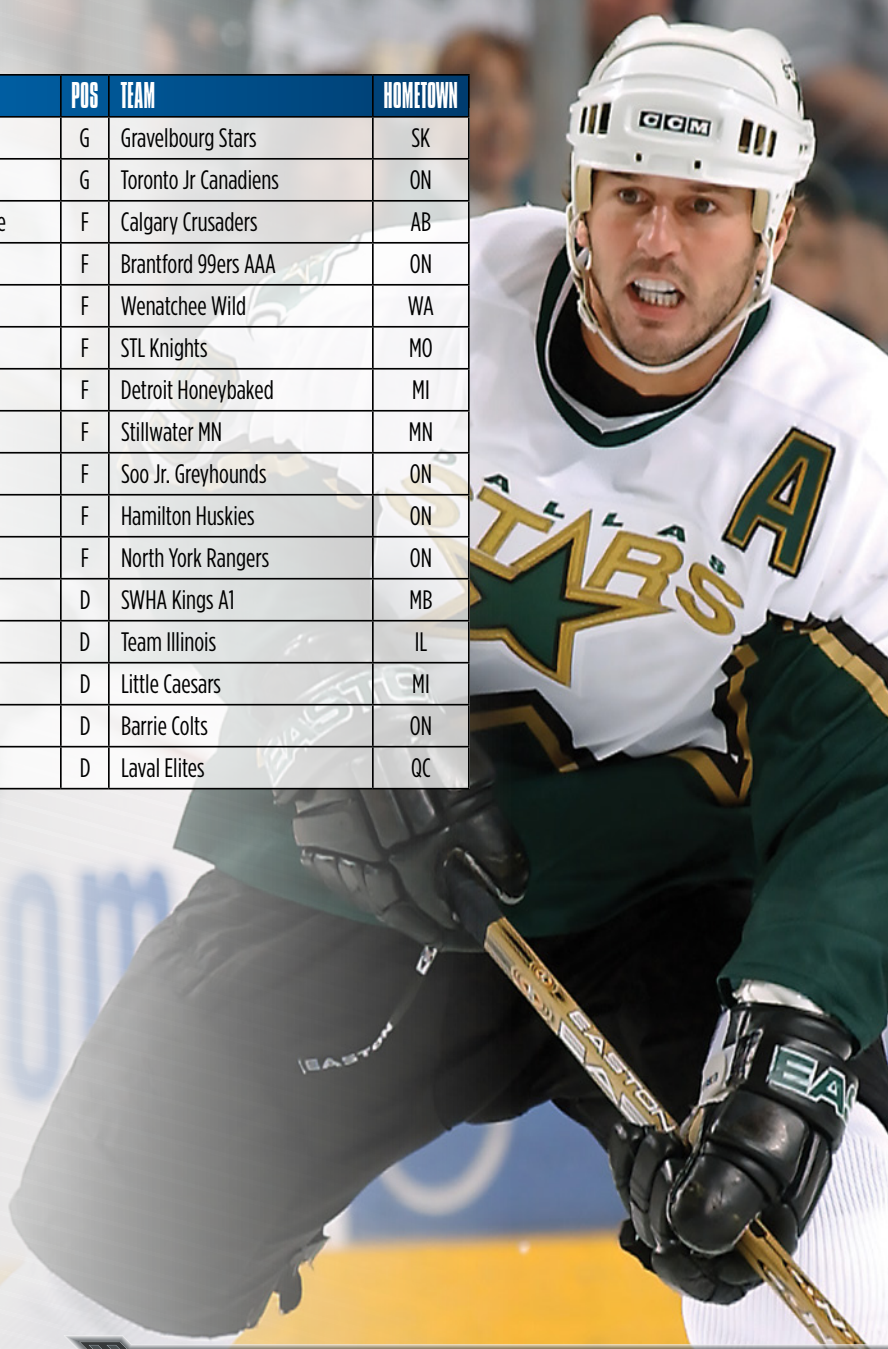 POS TEAM HOMETOWN
G Gravelbourg Stars SK
G Toronto Jr Canadiens ON
e F Calgary Crusaders AB
F Brantford 99ers AAA ON
F Wenatchee Wild WA
F STL Knights MO
F Detroit Honeybaked MI
F Stillwater MN MN
F Soo Jr. Greyhounds ON
F Hamilton Huskies ON
F North York Rangers ON
D SWHA Kings A1 MB
D Team Illinois IL
D Little Caesars MI
D Barrie Colts ON
D Laval Elites QC
CCM
A
DALLAS
STARS
EASTON
om
EASTON
EASTON
EAS